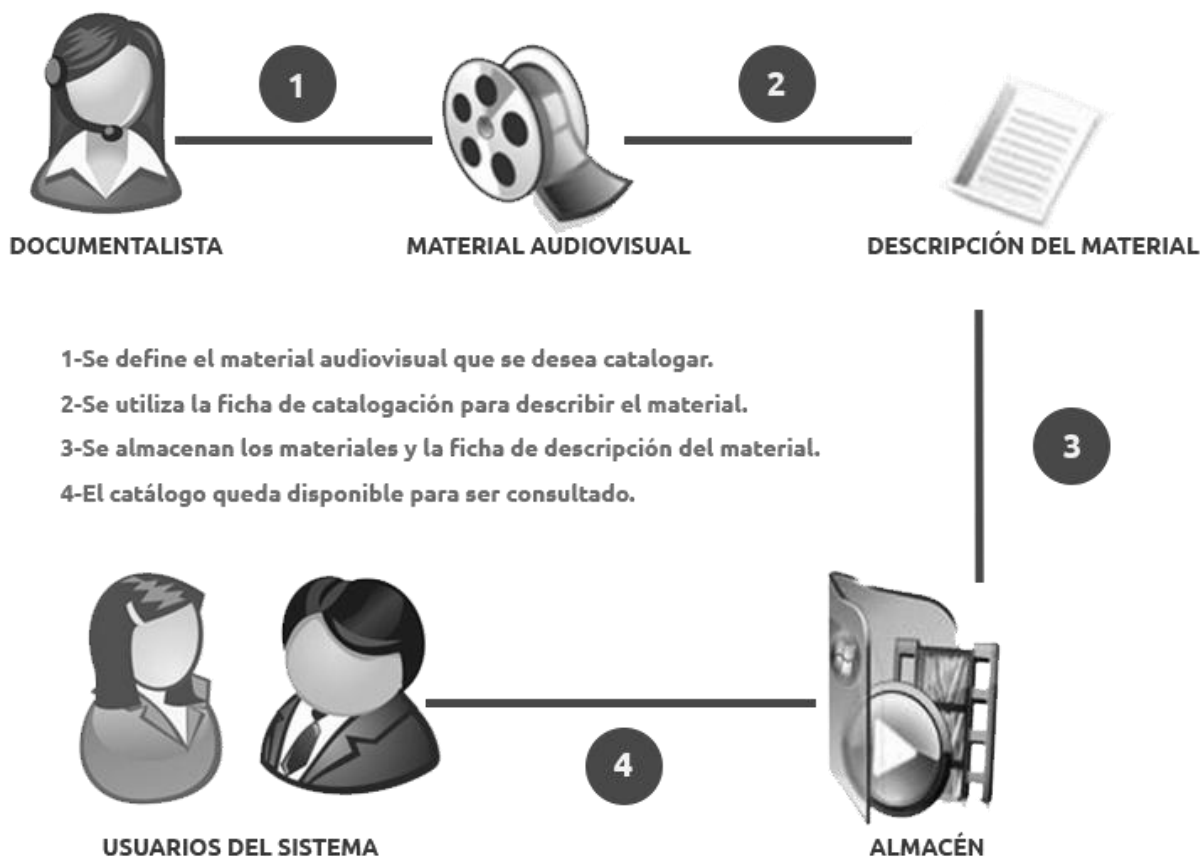 1
2
DOCUMENTALISTA
MATERIAL AUDIOVISUAL
DESCRIPCIÓN DEL MATERIAL
1-Se define el material audiovisual que se desea catalogar.
2-Se utiliza la ficha de catalogación para describir el material.
3-Se almacenan los materiales y la ficha de descripción del material.
4-El catálogo queda disponible para ser consultado.
3
4
USUARIOS DEL SISTEMA
ALMACÉN